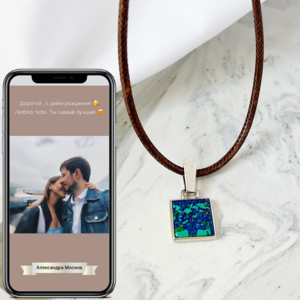 Дорогой, с днём рождения 🥳
Люблю тебя. Ты самый лучший 😍
Александра Мосина